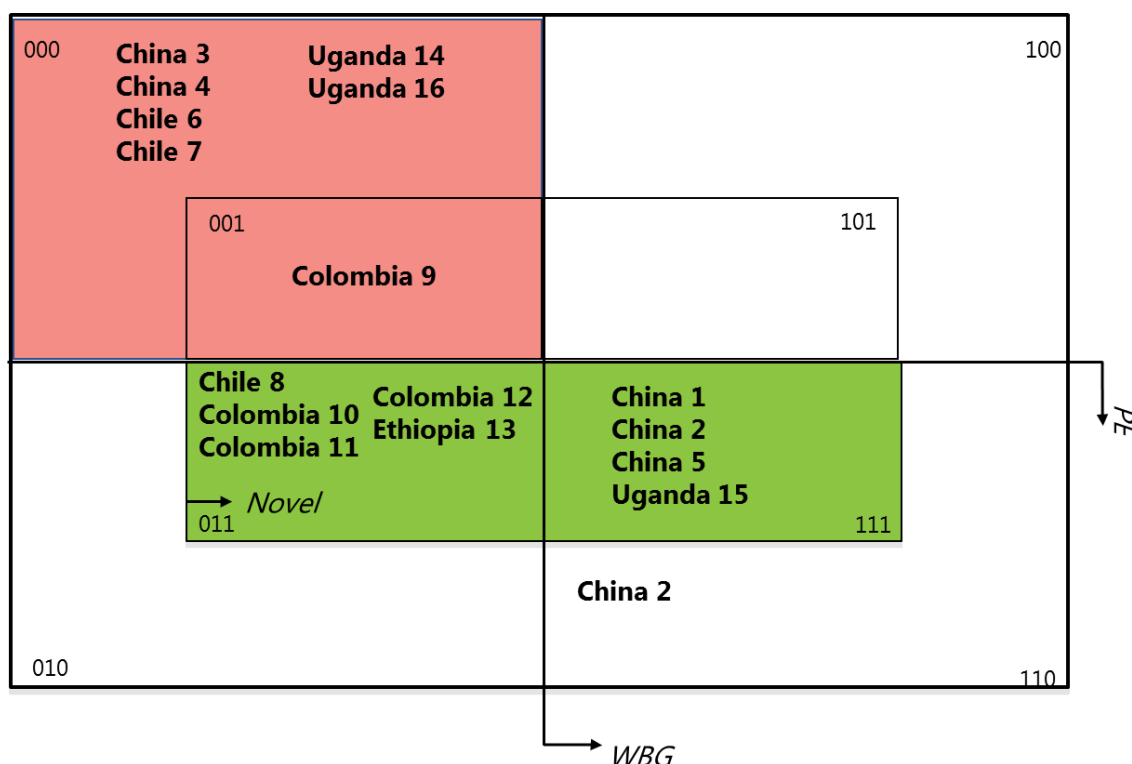 000
China 3
China 4
Chile 6
Chile 7
Uganda 14
Uganda 16
100
001
Colombia 9
101
Chile 8
Colombia 10
Colombia 11
Colombia 12
Ethiopia 13
China 1
China 2
China 5
Uganda 15
PE
Novel
011
111
China 2
010
110
WBG